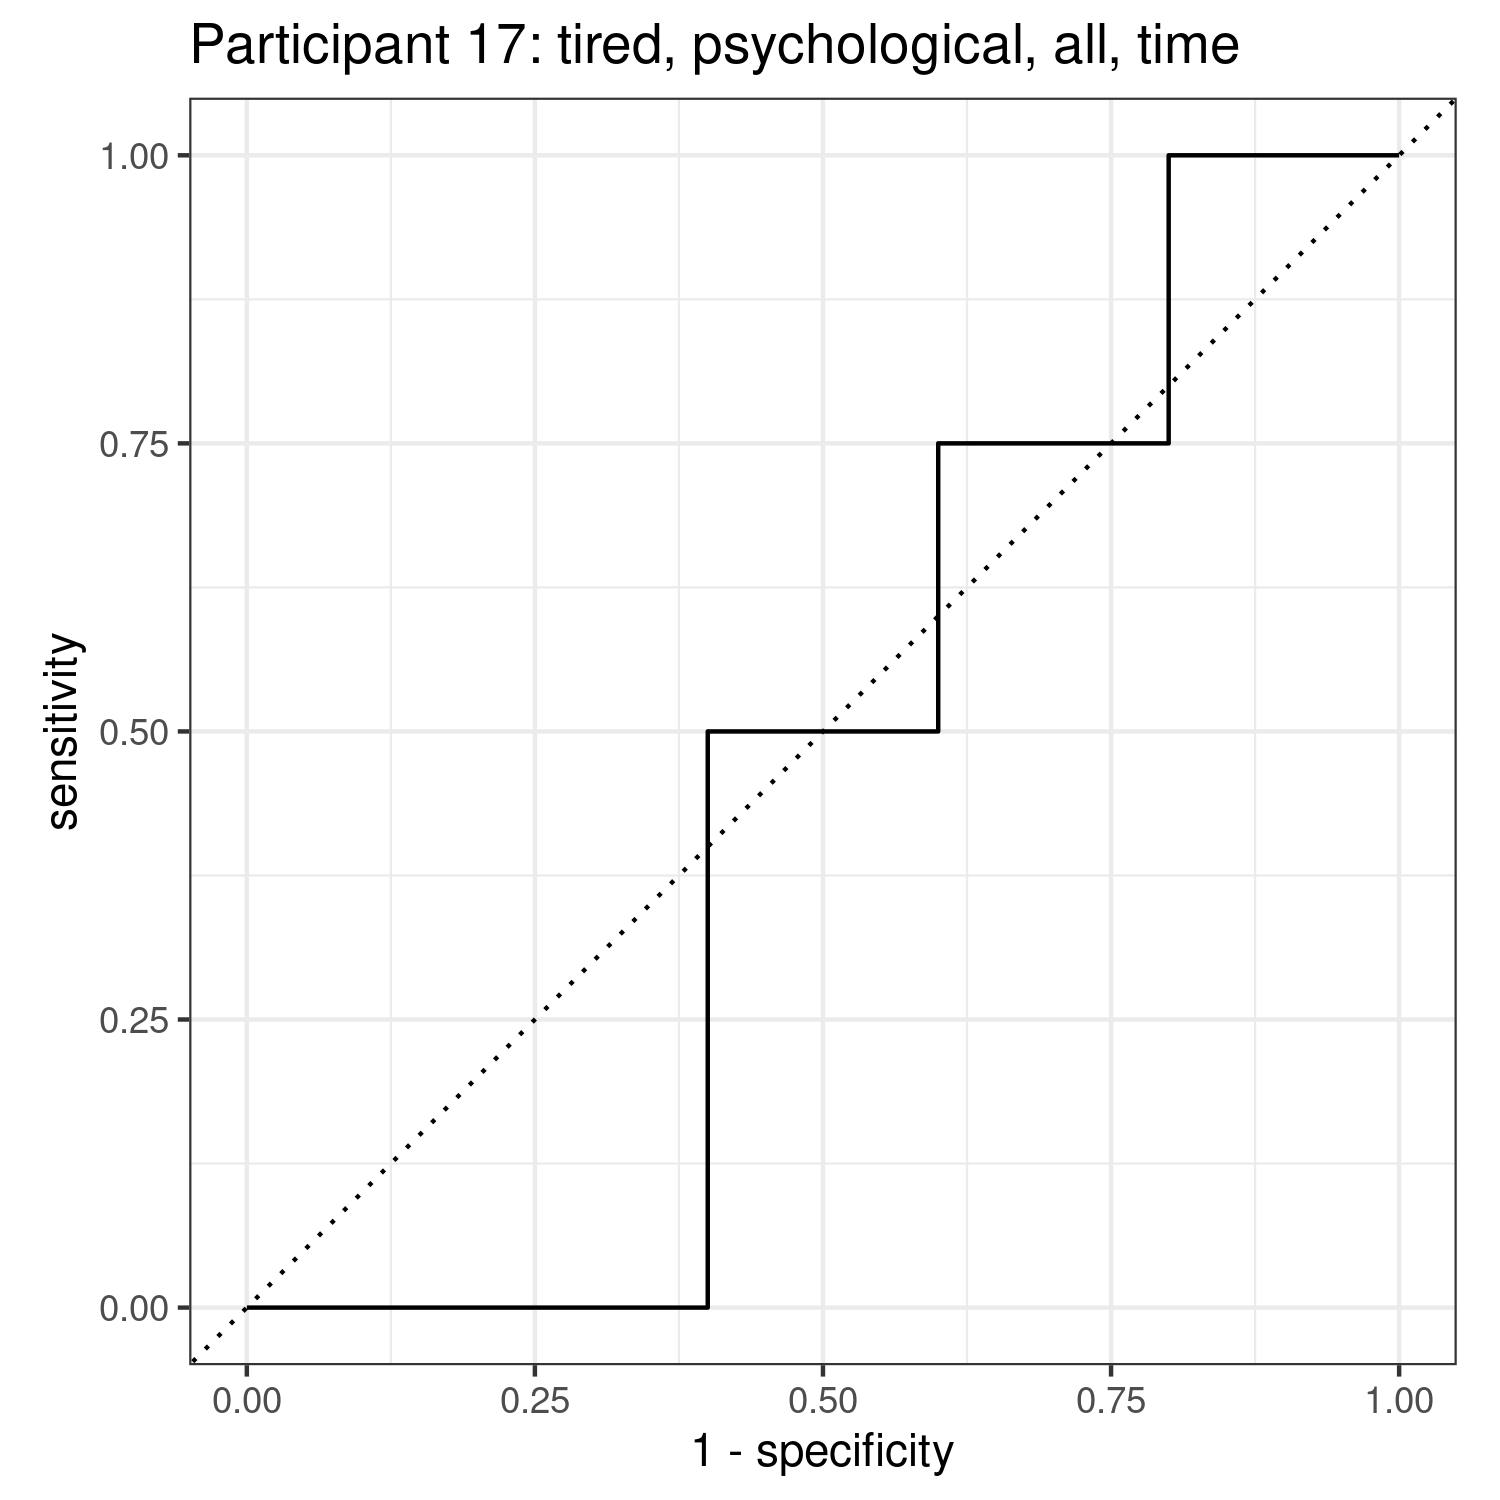 Participant 17: tired, psychological, all, time
1.00
0.75
0.50
0.25
0.00
sensitivity
0.00 0.25 0.50 0.75 1.00
1 - specificity